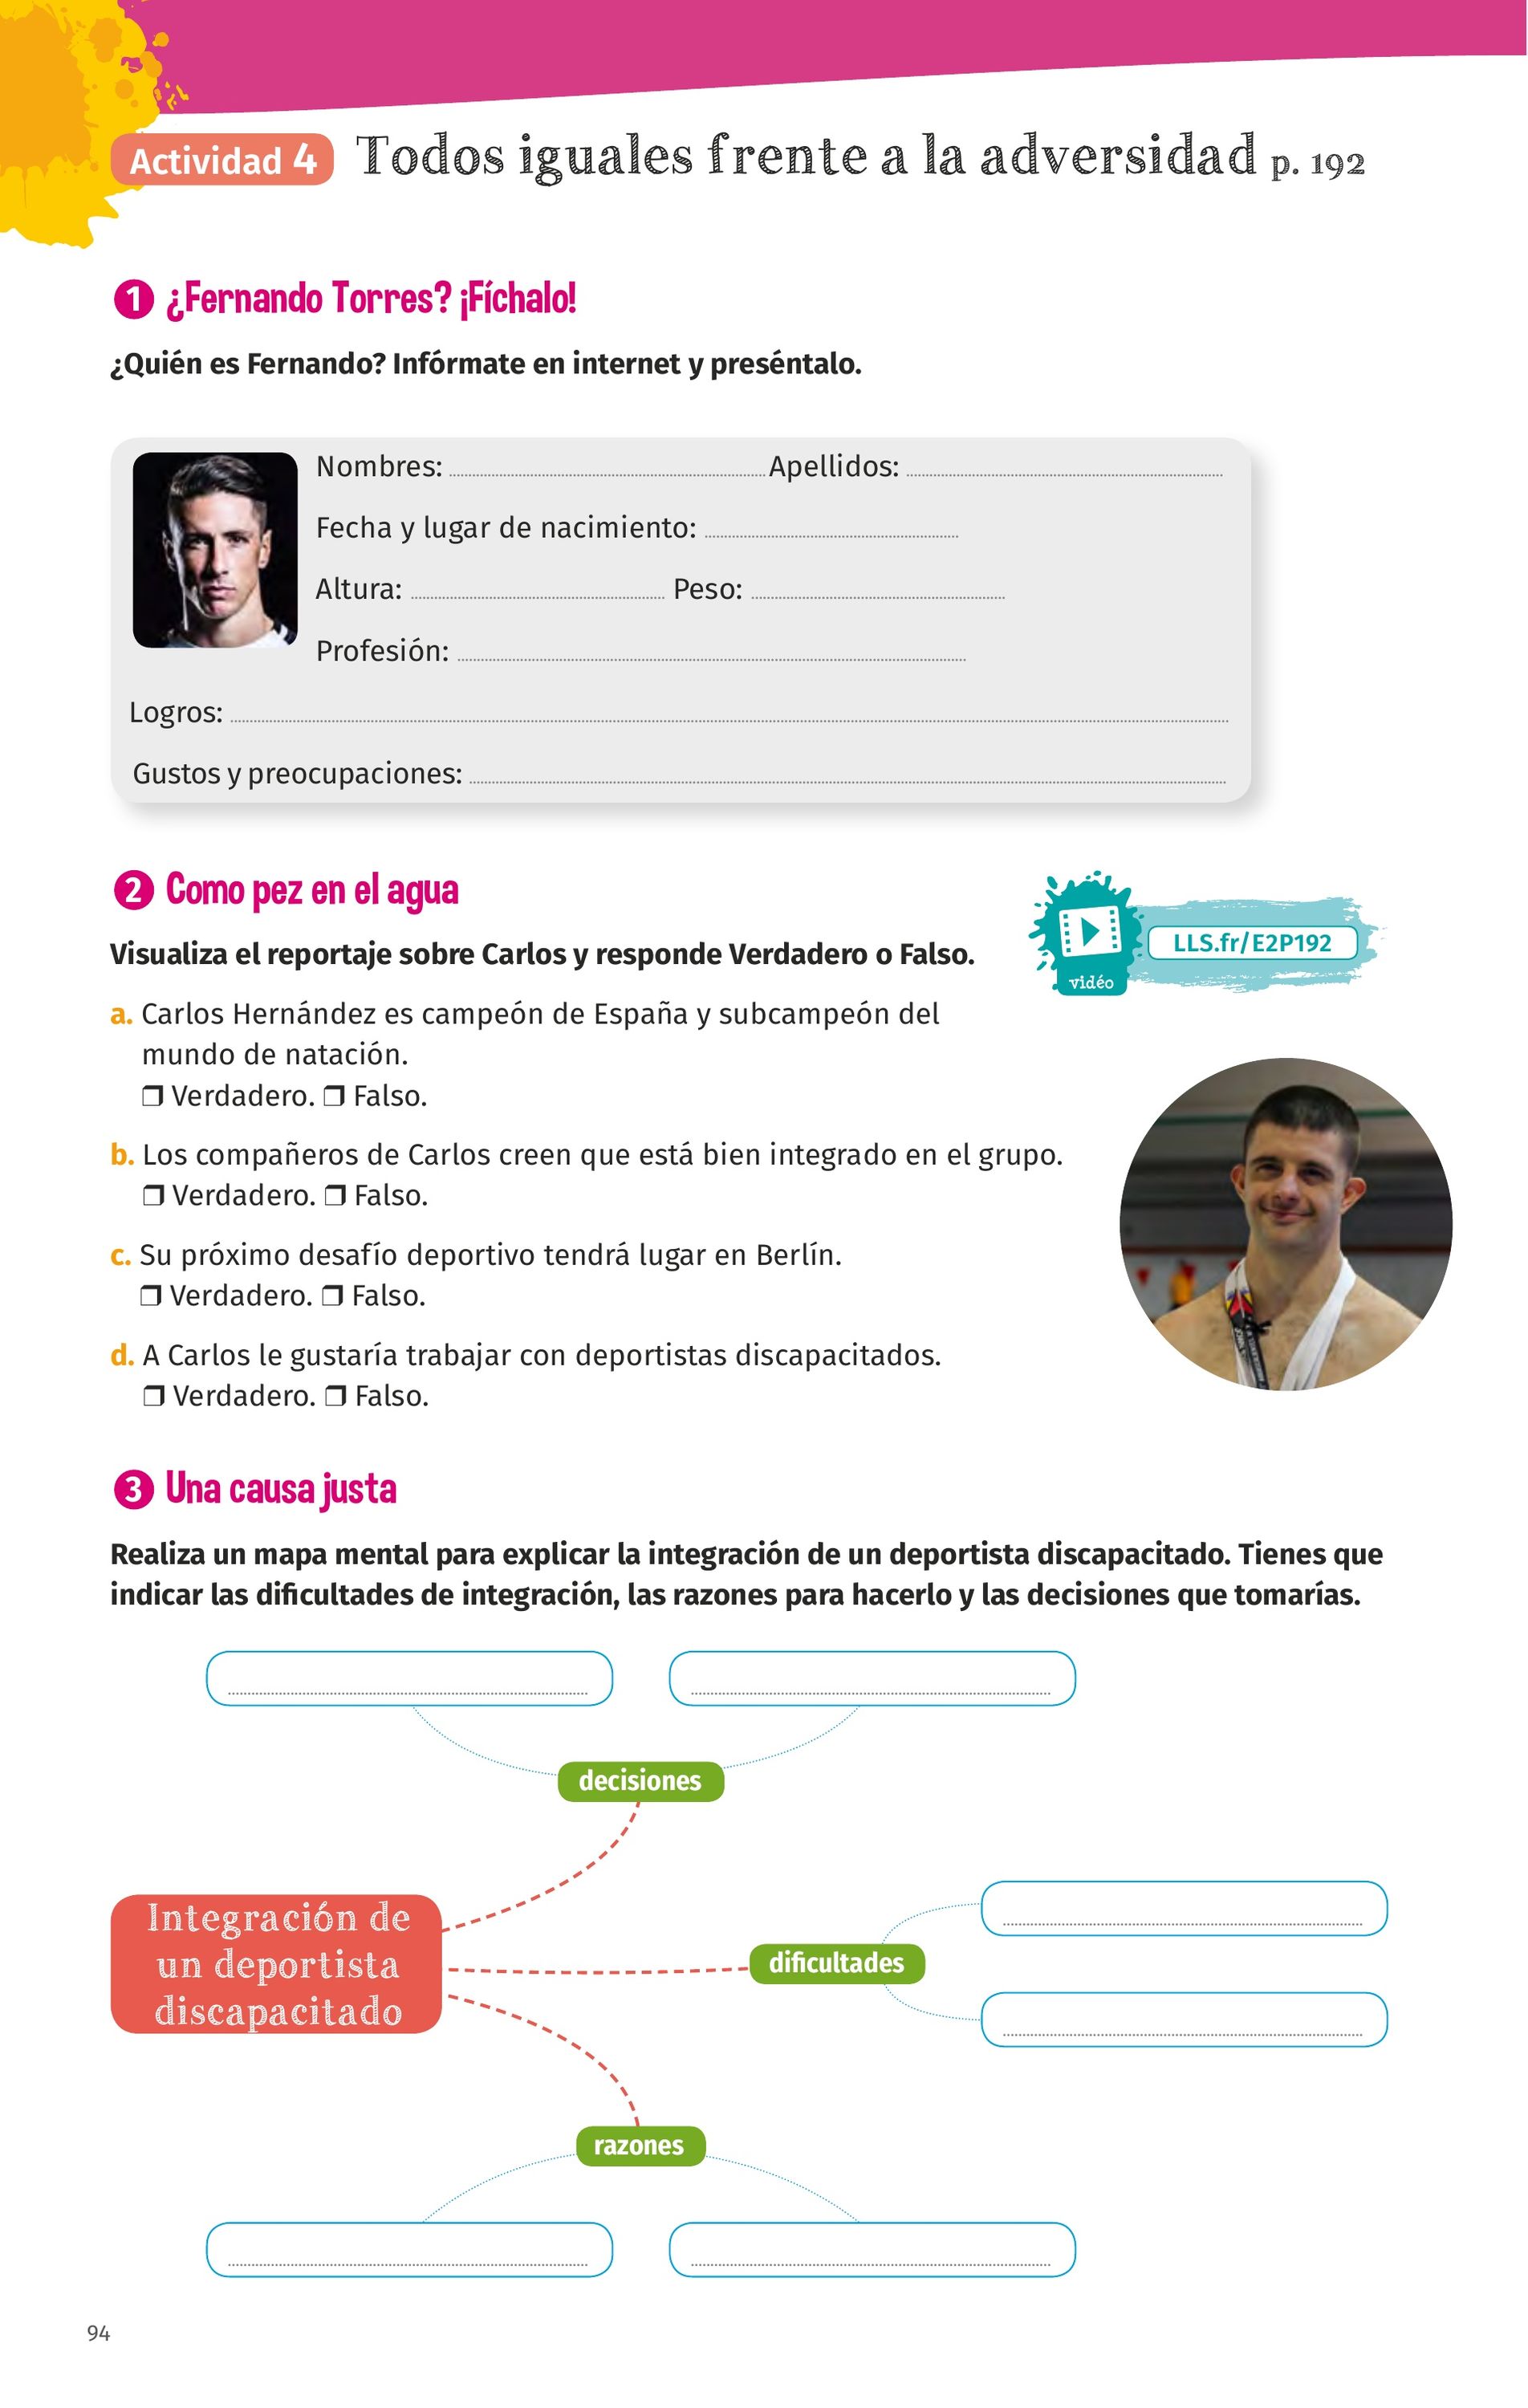 Actividad 4 Todos iguales frente a la adversidad p. 192
1 ¿Fernando Torres? ¡Fíchalo!
¿Quién es Fernando? Infórmate en internet y preséntalo.
Nombres: Apellidos:
Fecha y lugar de nacimiento:
Altura: Peso:
Profesión:
Logros:
Gustos y preocupaciones:
2 Como pez en el agua
Visualiza el reportaje sobre Carlos y responde Verdadero o Falso.
LLS.fr/E2P192
vidéo
a. Carlos Hernández es campeón de España y subcampeón del
mundo de natación.
❒ Verdadero. ❒ Falso.
b. Los compañeros de Carlos creen que está bien integrado en el grupo.
❒ Verdadero. ❒ Falso.
c. Su próximo desafío deportivo tendrá lugar en Berlín.
❒ Verdadero. ❒ Falso.
d. A Carlos le gustaría trabajar con deportistas discapacitados.
❒ Verdadero. ❒ Falso.
3 Una causa justa
Realiza un mapa mental para explicar la integración de un deportista discapacitado. Tienes que
indicar las dificultades de integración, las razones para hacerlo y las decisiones que tomarías.
decisiones
Integración de
un deportista
discapacitado
dificultades
razones
94